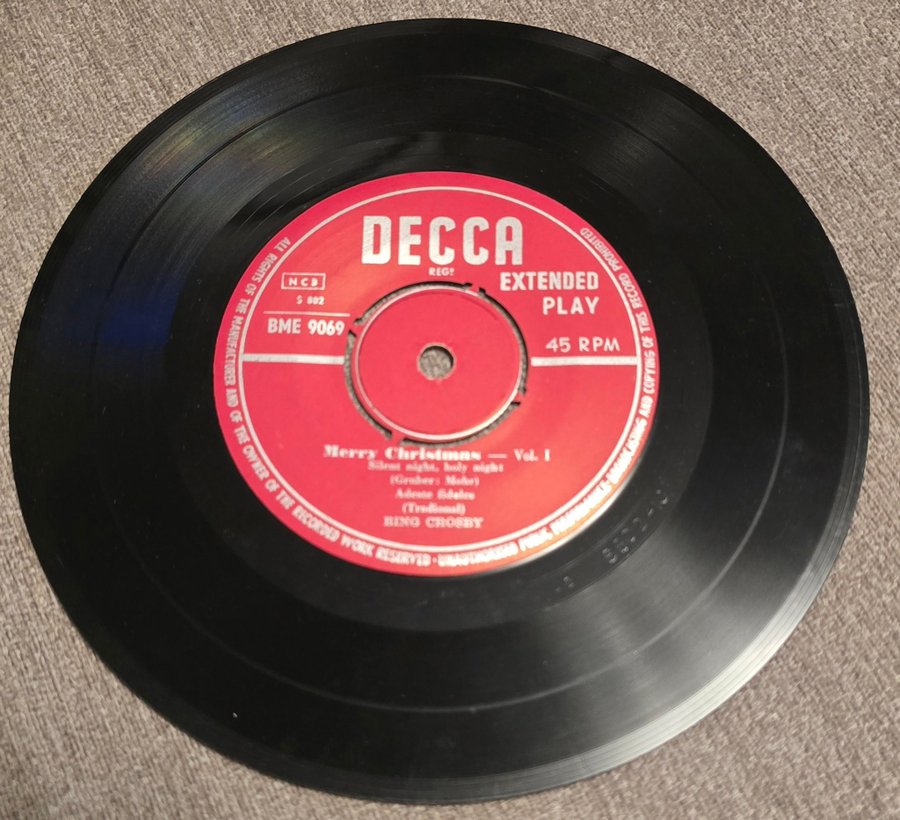 DECCA
REGD
EXTENDED
PLAY
NCB
S 802
BME 9069
45 RPM
Merry Christmas — Vol. 1
Silent night, holy night
(Gruber: Mohr)
Adeste fideles
(Tradional)
BING CROSBY
ALL RIGHTS OF THE MANUFACTURER AND OF THE OWNER OF THE RECORDED WORK RESERVED · UNAUTHORISED PUBLIC PERFORMANCE BROADCASTING AND COPYING OF THIS RECORD PROHIBITED